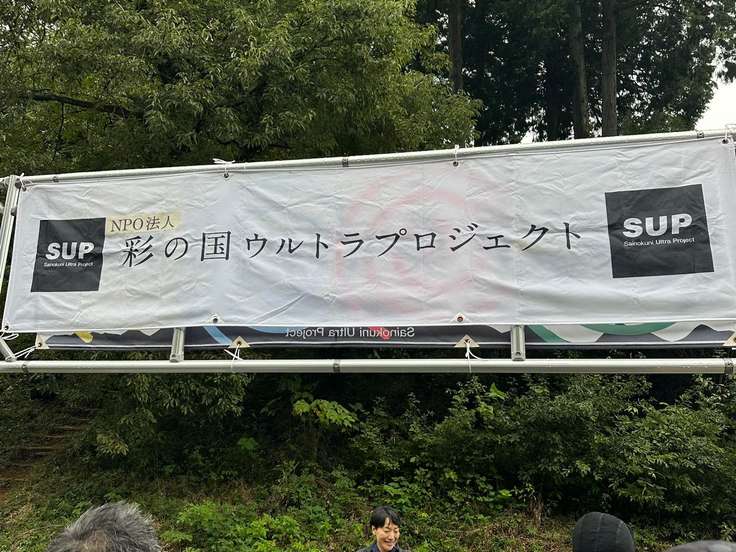 SUP
Sainokuni Ultra Project
NPO法人
彩の国ウルトラプロジェクト
SUP
Sainokuni Ultra Project
Sainokuni Ultra Project